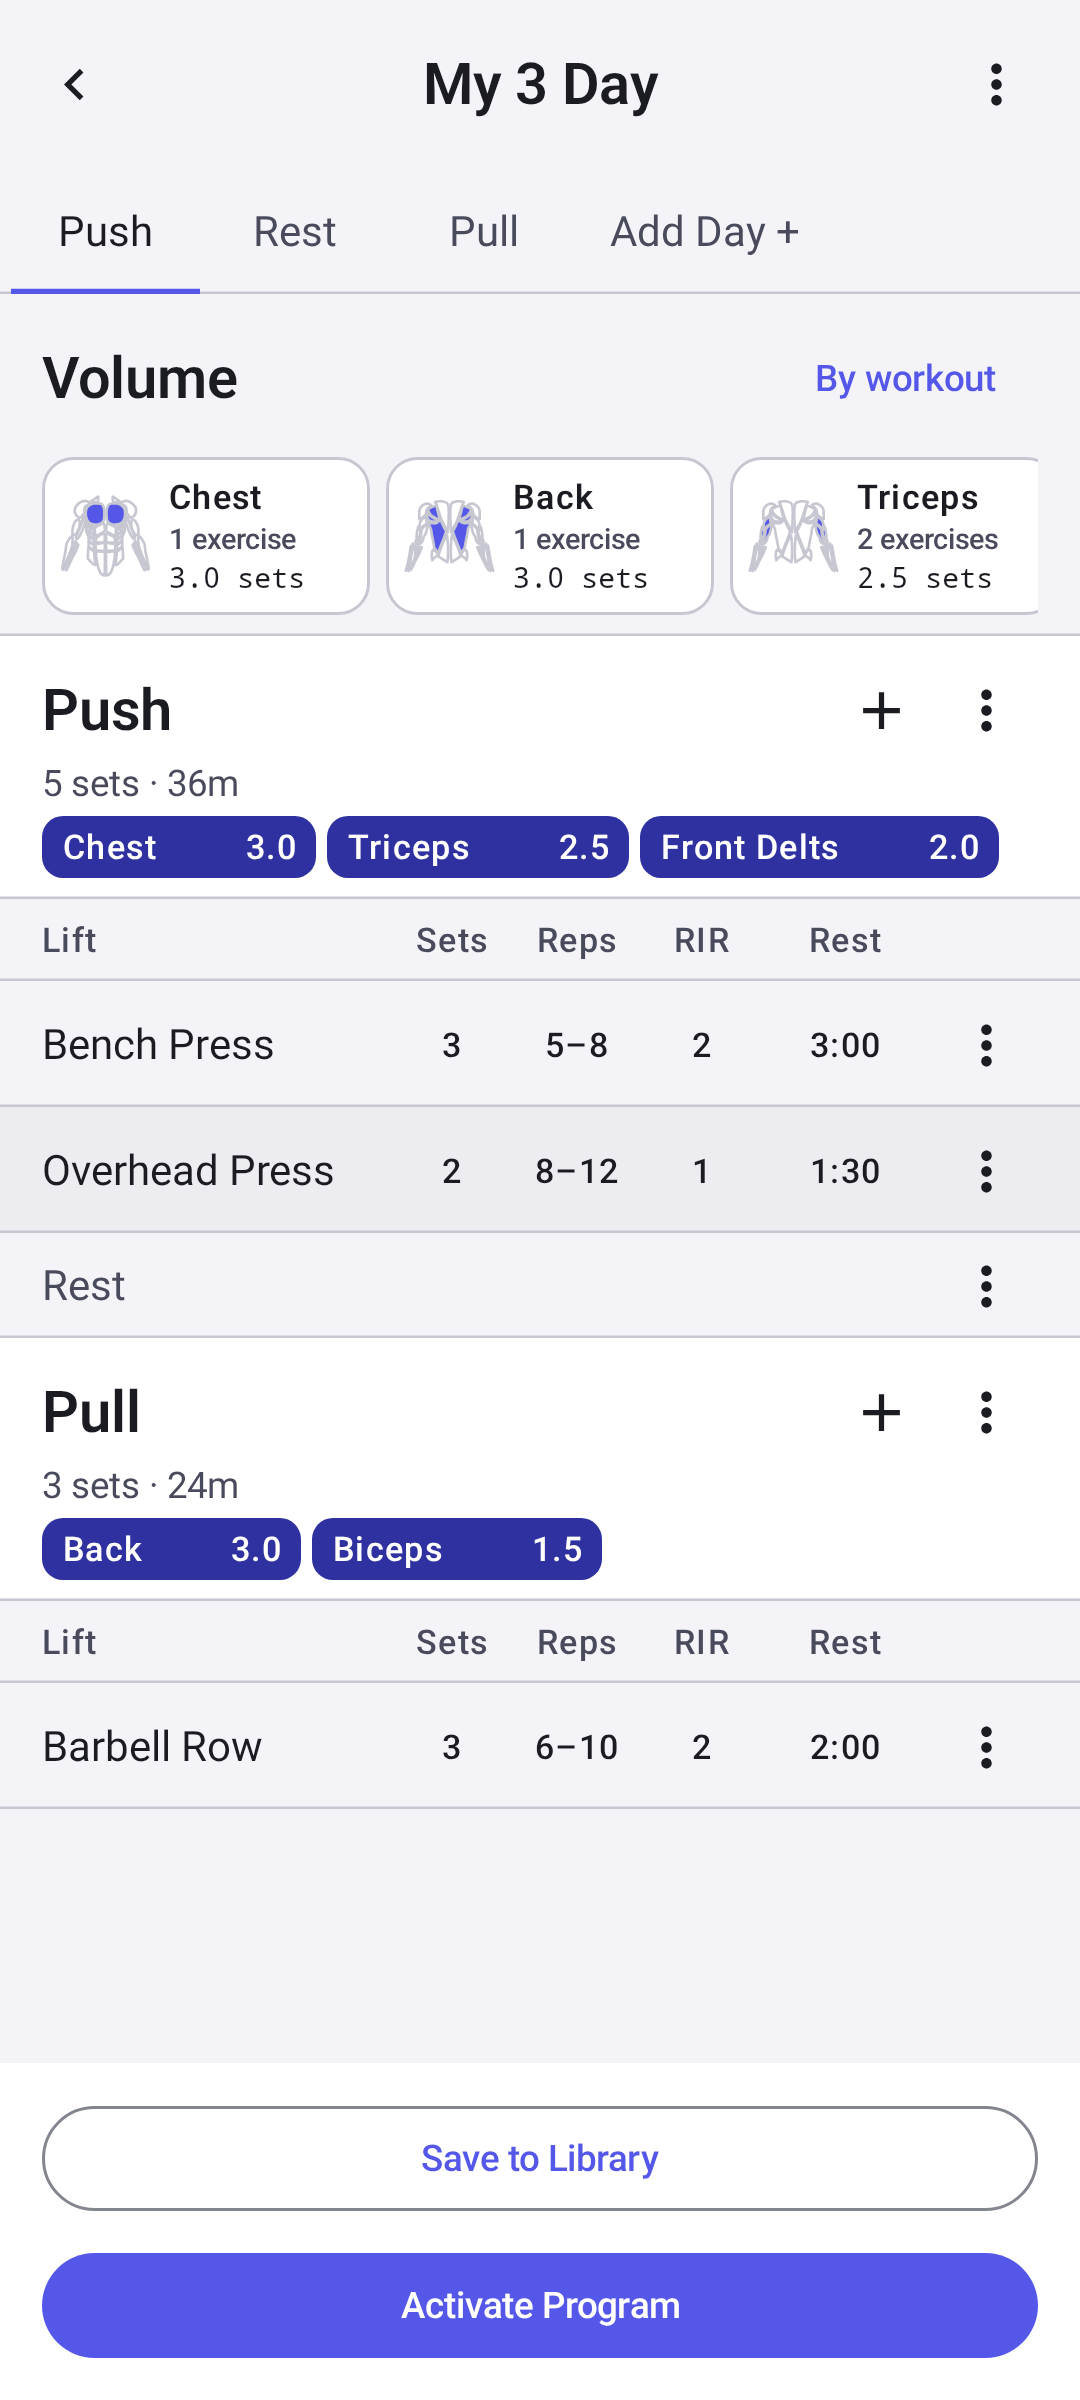 My 3 Day
Push Rest Pull Add Day +
Volume By workout
Chest
1 exercise
3.0 sets
Back
1 exercise
3.0 sets
Triceps
2 exercises
2.5 sets
Push
5 sets · 36m
Chest 3.0 Triceps 2.5 Front Delts 2.0
Lift Sets Reps RIR Rest
Bench Press 3 5–8 2 3:00
Overhead Press 2 8–12 1 1:30
Rest
Pull
3 sets · 24m
Back 3.0 Biceps 1.5
Lift Sets Reps RIR Rest
Barbell Row 3 6–10 2 2:00
Save to Library
Activate Program